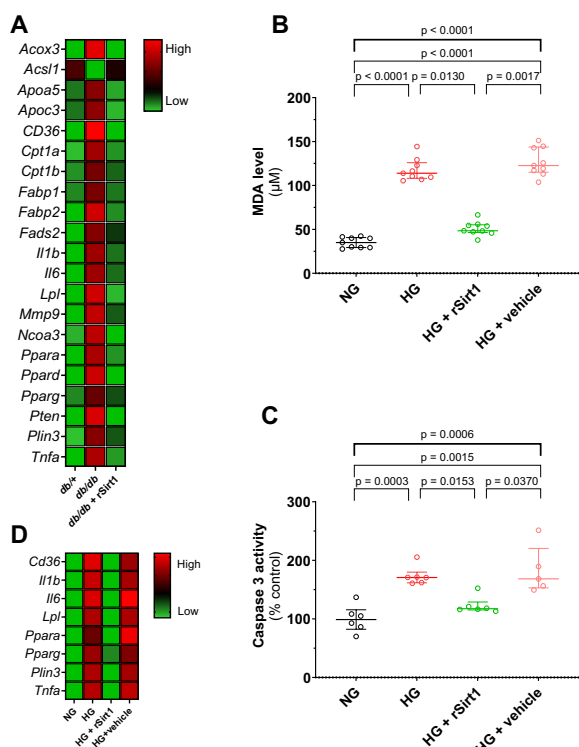 A
Acox3
Acsl1
Apoa5
Apoc3
CD36
Cpt1a
Cpt1b
Fabp1
Fabp2
Fads2
Il1b
Il6
Lpl
Mmp9
Ncoa3
Ppara
Ppard
Pparg
Pten
Plin3
Tnfa
db/+
db/db
db/db + rSirt1
High
Low
B
p < 0.0001
p < 0.0001
p < 0.0001 p = 0.0130 p = 0.0017
MDA level
(µM)
200
150
100
50
0
NG
HG
HG + rSirt1
HG + vehicle
C
p = 0.0006
p = 0.0015
p = 0.0003 p = 0.0153 p = 0.0370
Caspase 3 activity
(% control)
300
200
100
0
NG
HG
HG + rSirt1
HG + vehicle
D
Cd36
Il1b
Il6
Lpl
Ppara
Pparg
Plin3
Tnfa
NG
HG
HG + rSirt1
HG+vehicle
High
Low